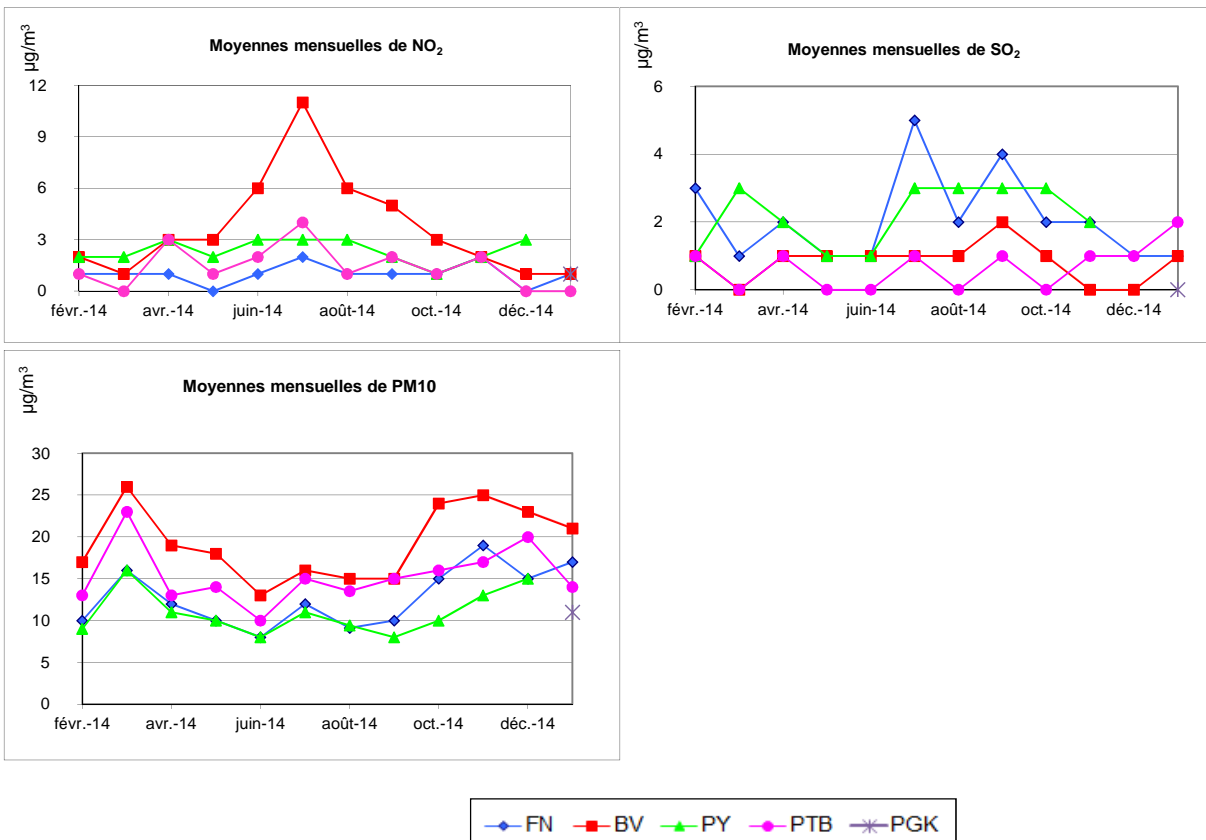 µg/m³
Moyennes mensuelles de NO₂
12
9
6
3
0
févr.-14 avr.-14 juin-14 août-14 oct.-14 déc.-14
µg/m³
Moyennes mensuelles de SO₂
6
4
2
0
févr.-14 avr.-14 juin-14 août-14 oct.-14 déc.-14
µg/m³
Moyennes mensuelles de PM10
30
25
20
15
10
5
0
févr.-14 avr.-14 juin-14 août-14 oct.-14 déc.-14
FN BV PY PTB PGK